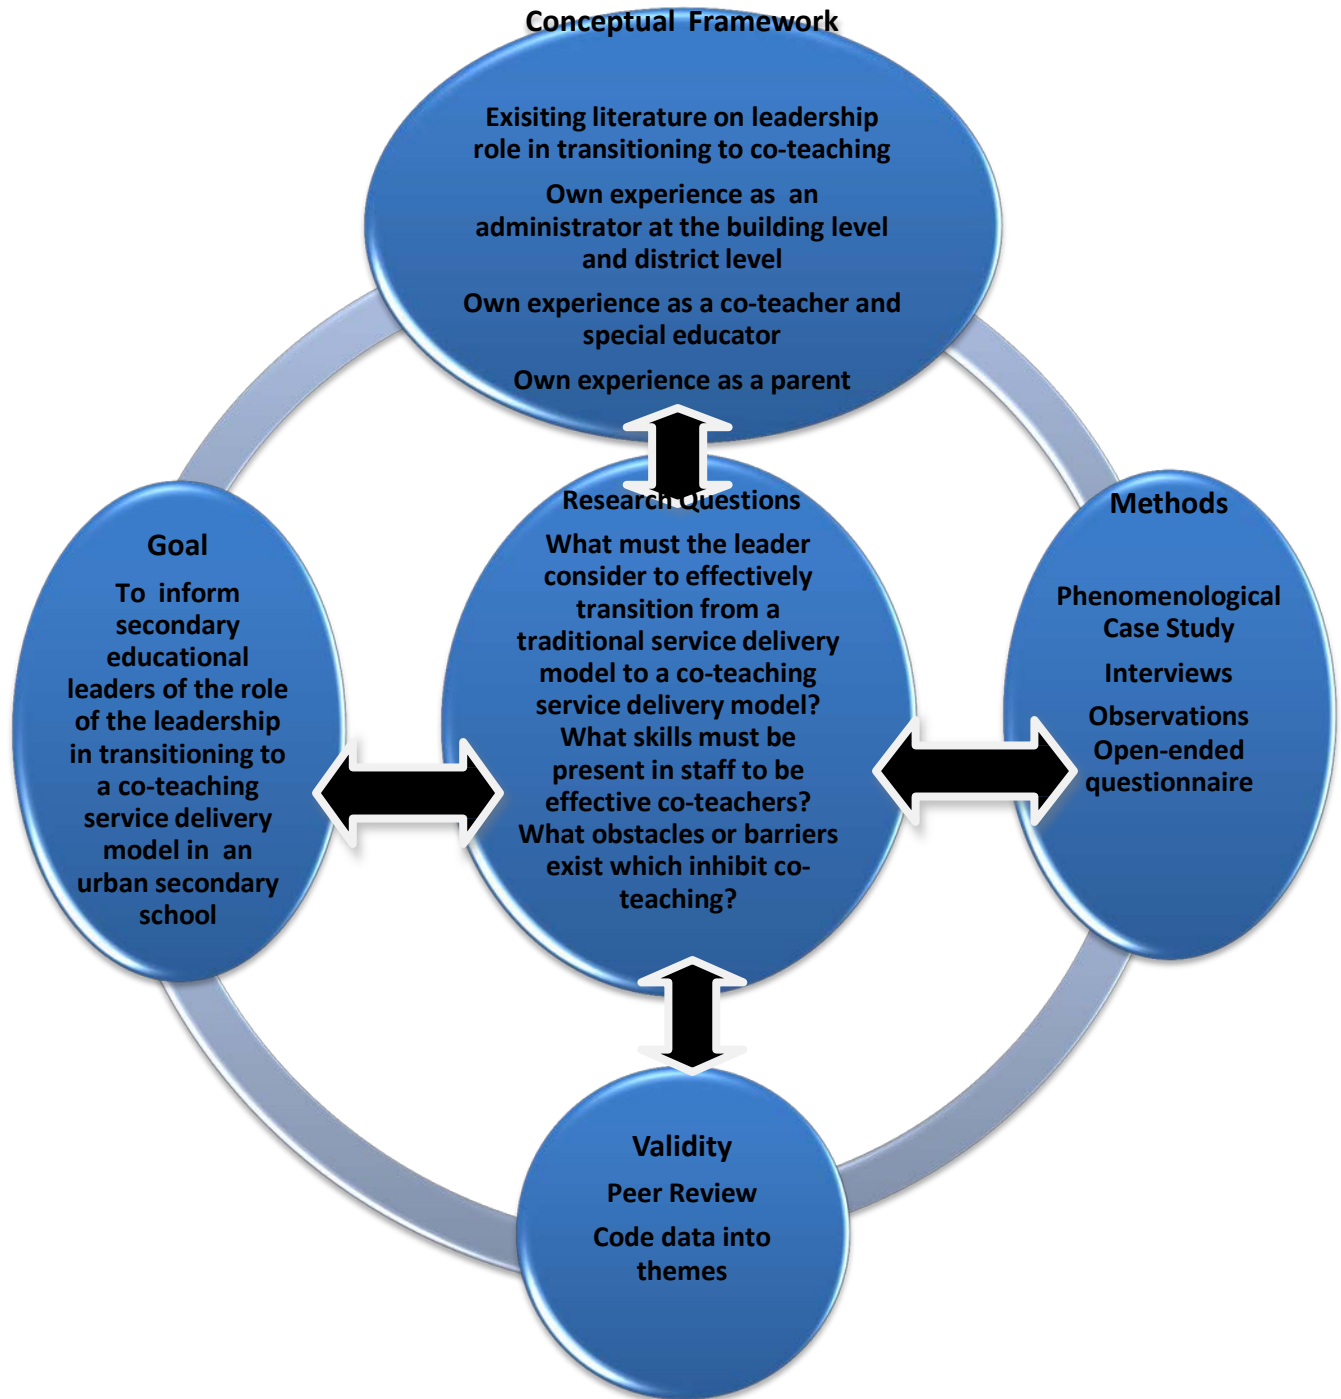 Conceptual Framework
Exisiting literature on leadership
role in transitioning to co-teaching
Own experience as an
administrator at the building level
and district level
Own experience as a co-teacher and
special educator
Own experience as a parent
Goal
To inform
secondary
educational
leaders of the role
of the leadership
in transitioning to
a co-teaching
service delivery
model in an
urban secondary
school
Research Questions
What must the leader
consider to effectively
transition from a
traditional service delivery
model to a co-teaching
service delivery model?
What skills must be
present in staff to be
effective co-teachers?
What obstacles or barriers
exist which inhibit co-
teaching?
Methods
Phenomenological
Case Study
Interviews
Observations
Open-ended
questionnaire
Validity
Peer Review
Code data into
themes